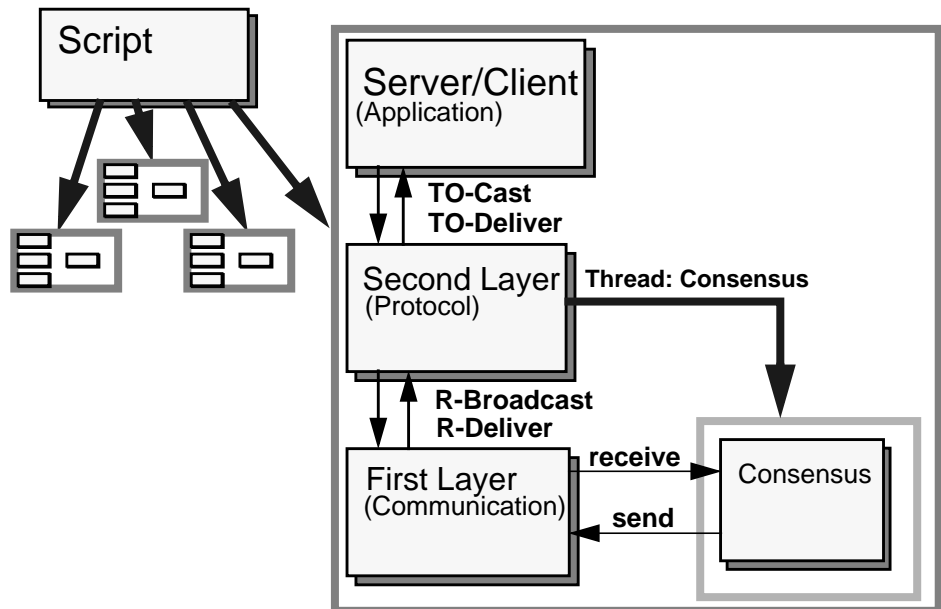 Script
Server/Client
(Application)
TO-Cast
TO-Deliver
Second Layer
(Protocol)
Thread: Consensus
R-Broadcast
R-Deliver
First Layer
(Communication)
receive
send
Consensus